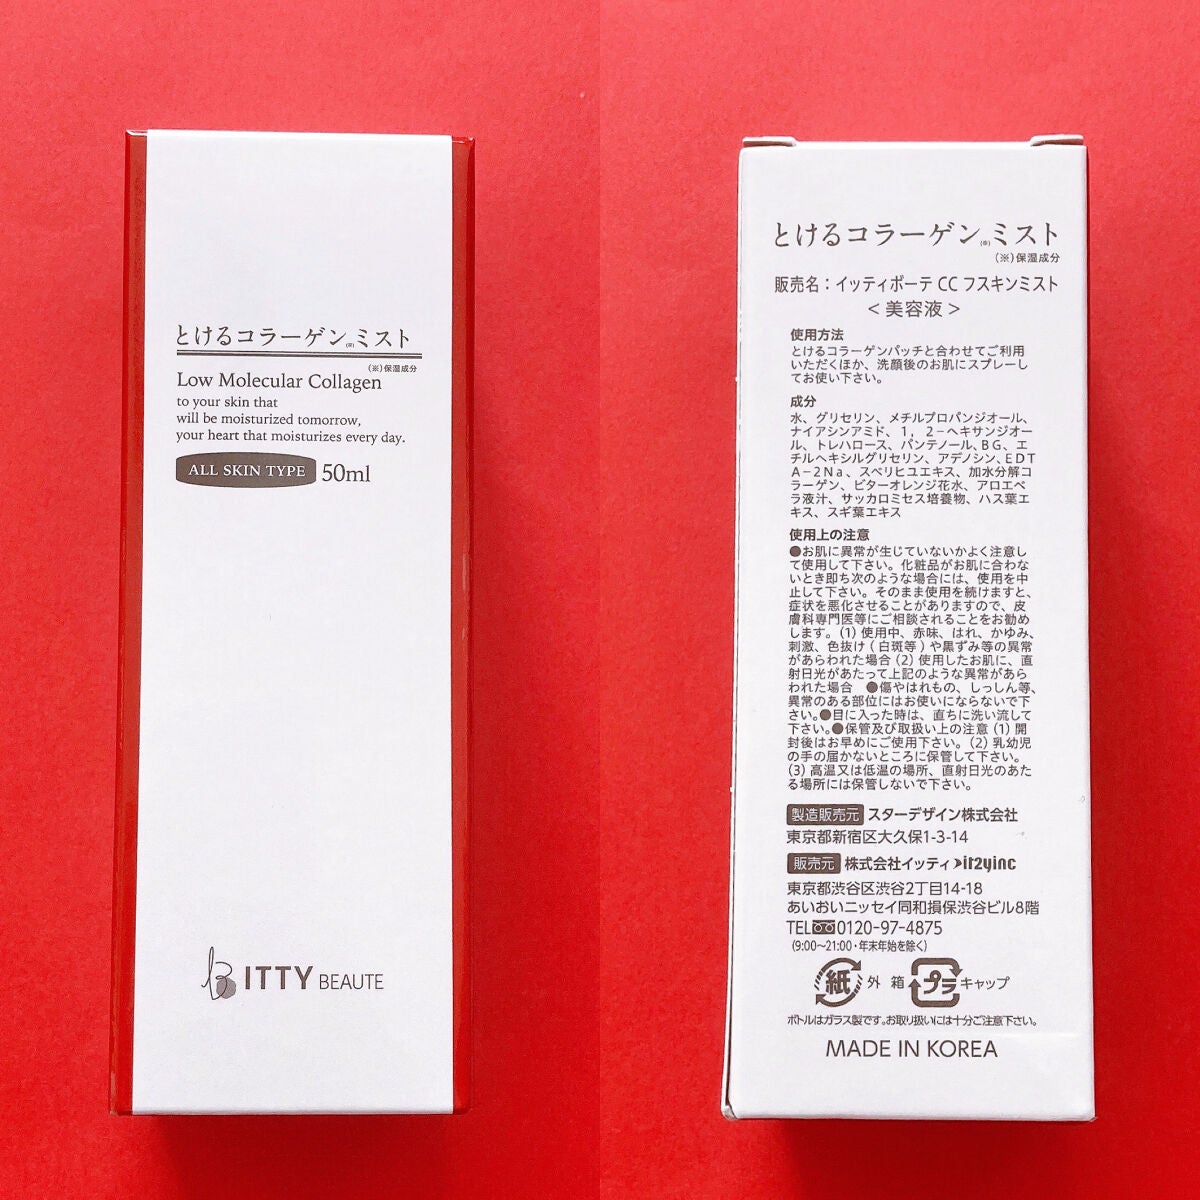 とけるコラーゲン(※)ミスト
(※)保湿成分
Low Molecular Collagen
to your skin that
will be moisturized tomorrow,
your heart that moisturizes every day.
ALL SKIN TYPE 50ml
ITTY BEAUTE
とけるコラーゲン(※)ミスト
(※)保湿成分
販売名：イッティボーテ CC フスキンミスト
＜美容液＞
使用方法
とけるコラーゲンパッチと合わせてご利用
いただくほか、洗顔後のお肌にスプレーし
てお使い下さい。
成分
水、グリセリン、メチルプロパンジオール、
ナイアシンアミド、1，2－ヘキサンジオー
ル、トレハロース、パンテノール、BG、エ
チルヘキシルグリセリン、アデノシン、EDT
A－2Na、スベリヒユエキス、加水分解コ
ラーゲン、ビターオレンジ花水、アロエベ
ラ液汁、サッカロミセス培養物、ハス葉エ
キス、スギ葉エキス
使用上の注意
●お肌に異常が生じていないかよく注意し
て使用して下さい。化粧品がお肌に合わな
いとき即ち次のような場合には、使用を中
止して下さい。そのまま使用を続けますと、
症状を悪化させることがありますので、皮
膚科専門医等にご相談されることをお勧め
します。(1) 使用中、赤味、はれ、かゆみ、
刺激、色抜け ( 白斑等 ) や黒ずみ等の異常
があらわれた場合 (2) 使用したお肌に、直
射日光があたって上記のような異常があら
われた場合 ●傷やはれもの、しっしん等、
異常のある部位にはお使いにならないで下
さい。●目に入った時は、直ちに洗い流して
下さい。●保管及び取扱い上の注意 (1) 開
封後はお早めにご使用下さい。(2) 乳幼児
の手の届かないところに保管して下さい。
(3) 高温又は低温の場所、直射日光のあた
る場所には保管しないで下さい。
製造販売元 スターデザイン株式会社
東京都新宿区大久保1-3-14
販売元 株式会社イッティ it2yinc
東京都渋谷区渋谷2丁目14-18
あいおいニッセイ同和損保渋谷ビル8階
TEL 0120-97-4875
(9:00〜21:00・年末年始を除く)
紙 外箱 プラ キャップ
ボトルはガラス製です。お取り扱いには十分ご注意下さい。
MADE IN KOREA